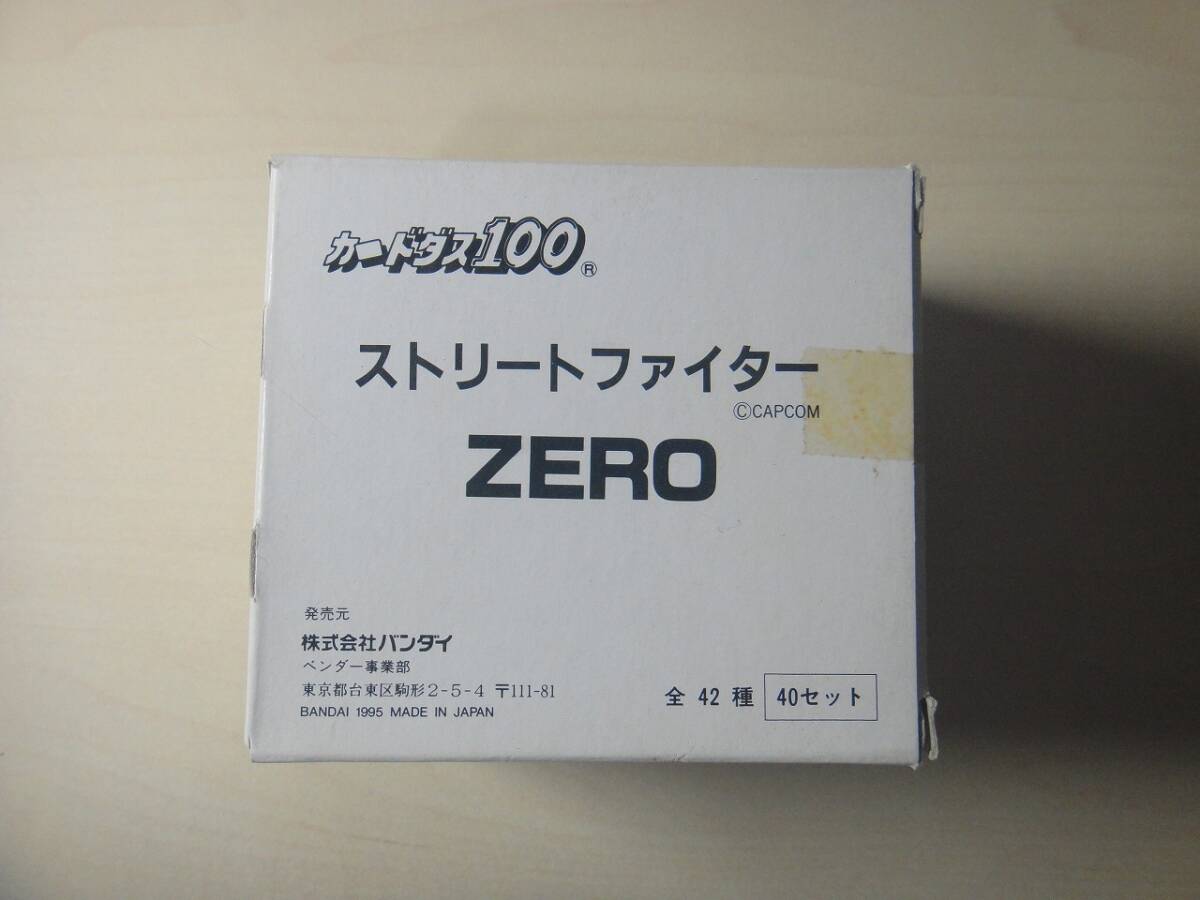 カードダス100®
ストリートファイター
©CAPCOM
ZERO
発売元
株式会社バンダイ
ベンダー事業部
東京都台東区駒形2-5-4 〒111-81
BANDAI 1995 MADE IN JAPAN
全 42 種 40セット